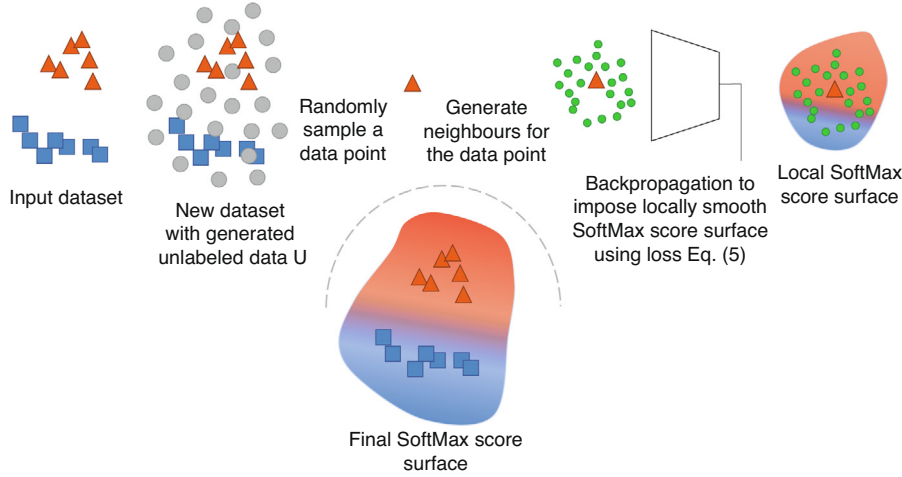 Input dataset
New dataset
with generated
unlabeled data U
Randomly
sample a
data point
Generate
neighbours for
the data point
Backpropagation to
impose locally smooth
SoftMax score surface
using loss Eq. (5)
Local SoftMax
score surface
Final SoftMax score
surface